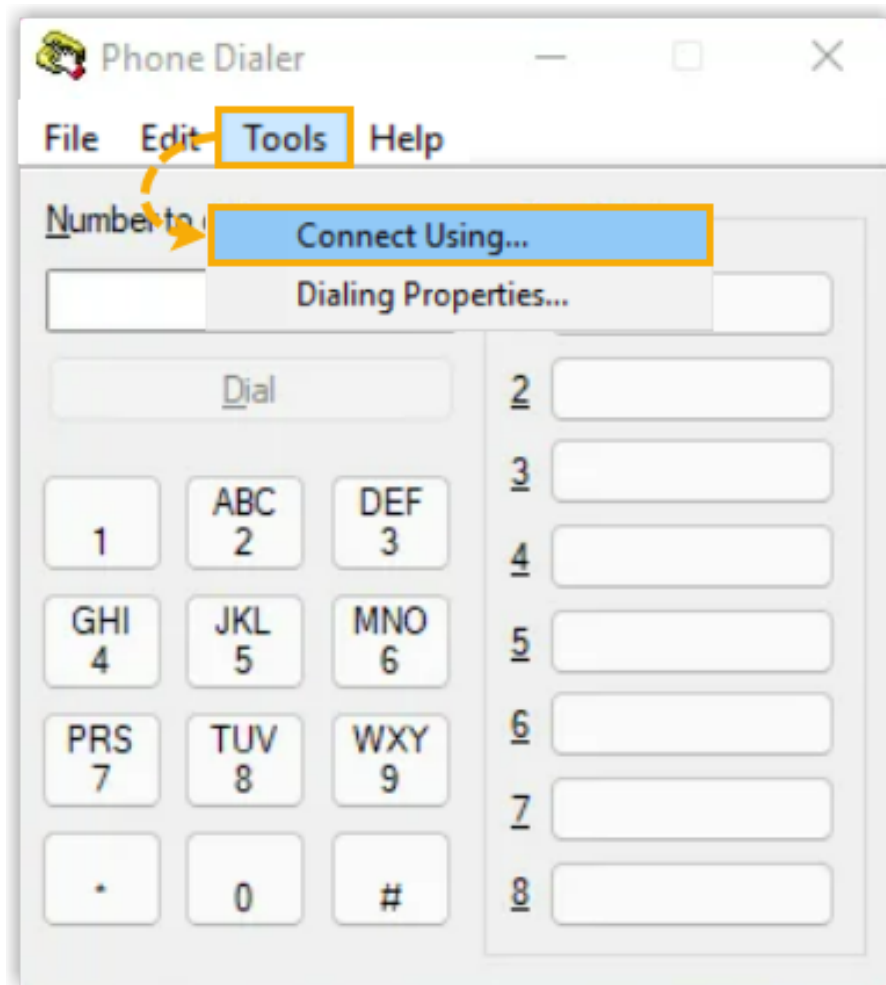 Phone Dialer
File Edit Tools Help
Number to
Connect Using...
Dialing Properties...
Dial
2
3
4
5
6
7
8
1
ABC
2
DEF
3
GHI
4
JKL
5
MNO
6
PRS
7
TUV
8
WXY
9
*
0
#